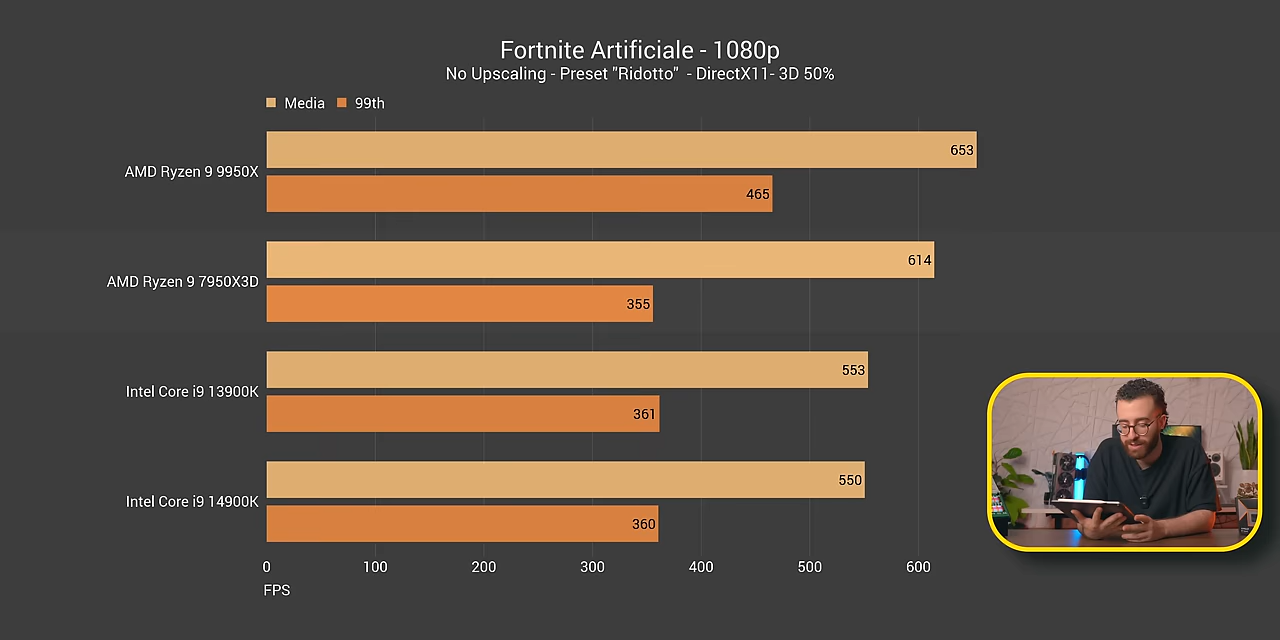 Fortnite Artificiale - 1080p
No Upscaling - Preset "Ridotto"  - DirectX11- 3D 50%
Media 99th
AMD Ryzen 9 9950X
653
465
AMD Ryzen 9 7950X3D
614
355
Intel Core i9 13900K
553
361
Intel Core i9 14900K
550
360
0 100 200 300 400 500 600
FPS